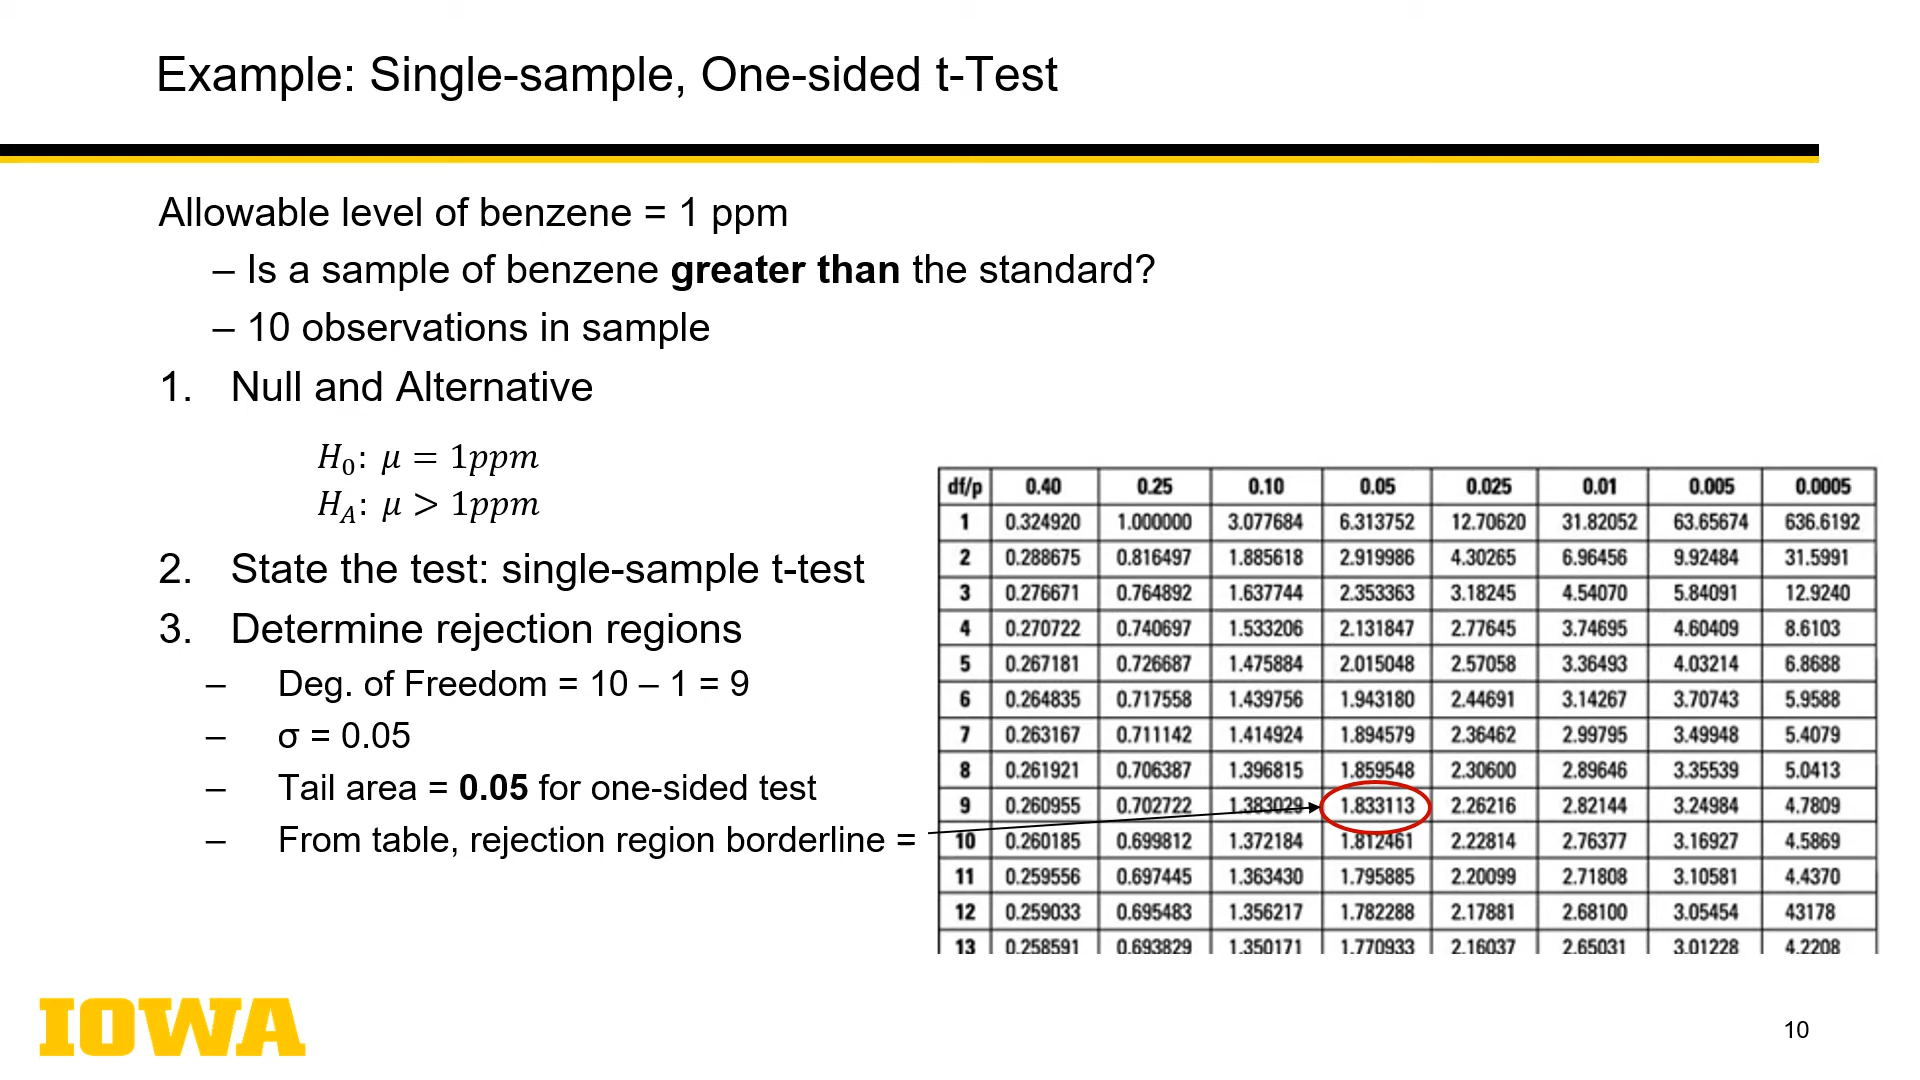 Example: Single-sample, One-sided t-Test
Allowable level of benzene = 1 ppm
– Is a sample of benzene greater than the standard?
– 10 observations in sample
1. Null and Alternative
H₀: μ = 1ppm
H_A: μ > 1ppm
2. State the test: single-sample t-test
3. Determine rejection regions
– Deg. of Freedom = 10 – 1 = 9
– σ = 0.05
– Tail area = 0.05 for one-sided test
– From table, rejection region borderline =
df/p 0.40 0.25 0.10 0.05 0.025 0.01 0.005 0.0005
1 0.324920 1.000000 3.077684 6.313752 12.70620 31.82052 63.65674 636.6192
2 0.288675 0.816497 1.885618 2.919986 4.30265 6.96456 9.92484 31.5991
3 0.276671 0.764892 1.637744 2.353363 3.18245 4.54070 5.84091 12.9240
4 0.270722 0.740697 1.533206 2.131847 2.77645 3.74695 4.60409 8.6103
5 0.267181 0.726687 1.475884 2.015048 2.57058 3.36493 4.03214 6.8688
6 0.264835 0.717558 1.439756 1.943180 2.44691 3.14267 3.70743 5.9588
7 0.263167 0.711142 1.414924 1.894579 2.36462 2.99795 3.49948 5.4079
8 0.261921 0.706387 1.396815 1.859548 2.30600 2.89646 3.35539 5.0413
9 0.260955 0.702722 1.383029 1.833113 2.26216 2.82144 3.24984 4.7809
10 0.260185 0.699812 1.372184 1.812461 2.22814 2.76377 3.16927 4.5869
11 0.259556 0.697445 1.363430 1.795885 2.20099 2.71808 3.10581 4.4370
12 0.259033 0.695483 1.356217 1.782288 2.17881 2.68100 3.05454 43178
13 0.258591 0.693829 1.350171 1.770933 2.16037 2.65031 3.01228 4.2208
IOWA
10